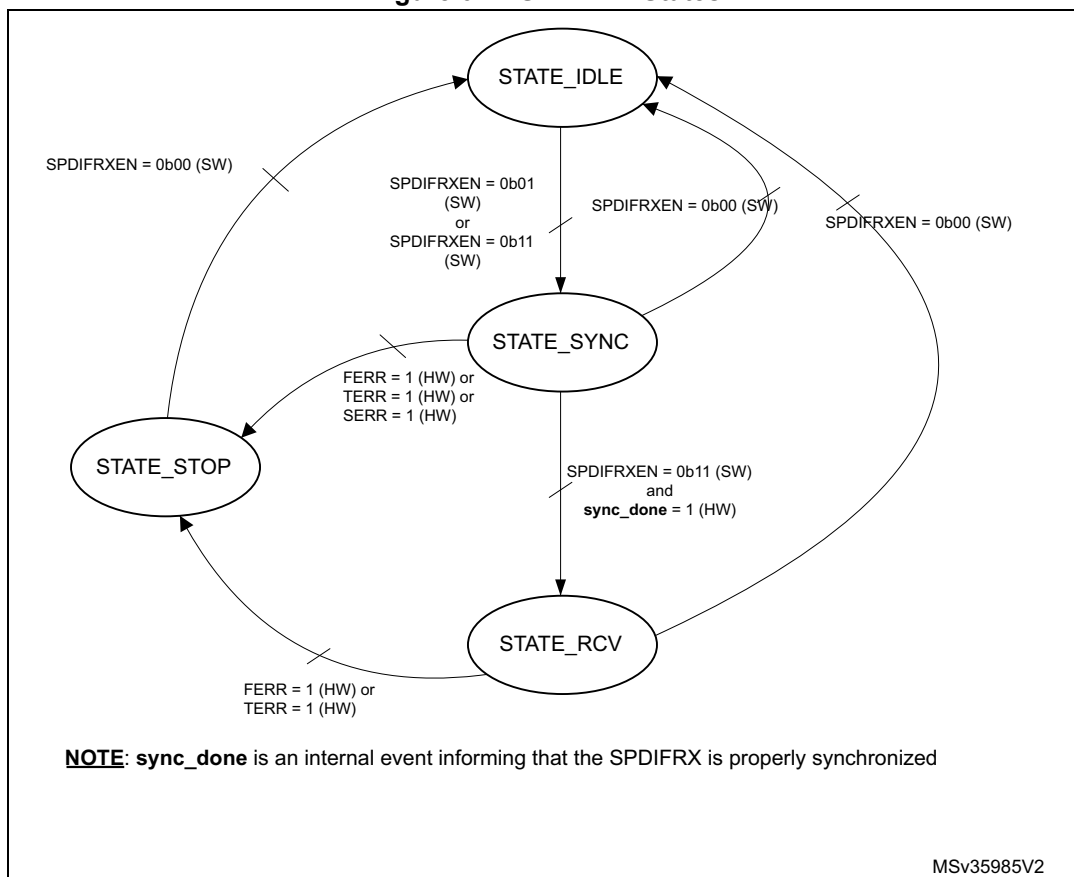 STATE_IDLE
SPDIFRXEN = 0b00 (SW)
SPDIFRXEN = 0b01
(SW)
or
SPDIFRXEN = 0b11
(SW)
SPDIFRXEN = 0b00 (SW)
SPDIFRXEN = 0b00 (SW)
STATE_SYNC
FERR = 1 (HW) or
TERR = 1 (HW) or
SERR = 1 (HW)
STATE_STOP
SPDIFRXEN = 0b11 (SW)
and
sync_done = 1 (HW)
STATE_RCV
FERR = 1 (HW) or
TERR = 1 (HW)
NOTE: sync_done is an internal event informing that the SPDIFRX is properly synchronized
MSv35985V2